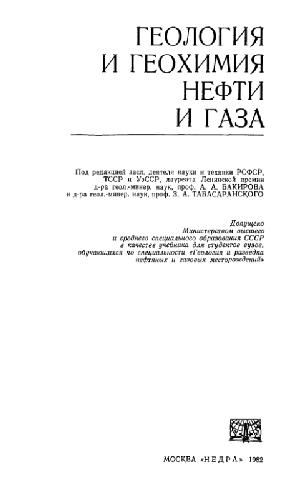 ГЕОЛОГИЯ
И ГЕОХИМИЯ
НЕФТИ
И ГАЗА
Под редакцией засл. деятеля науки и техники РСФСР,
ТССР и УзССР, лауреата Ленинской премии
д-ра геол.-минер. наук, проф. А. А. БАКИРОВА
и д-ра геол.-минер. наук, проф. З. А. ТАБАСАРАНСКОГО
Допущено
Министерством высшего
и среднего специального образования СССР
в качестве учебника для студентов вузов,
обучающихся по специальности «Геология и разведка
нефтяных и газовых месторождений»
МОСКВА «НЕДРА» 1982